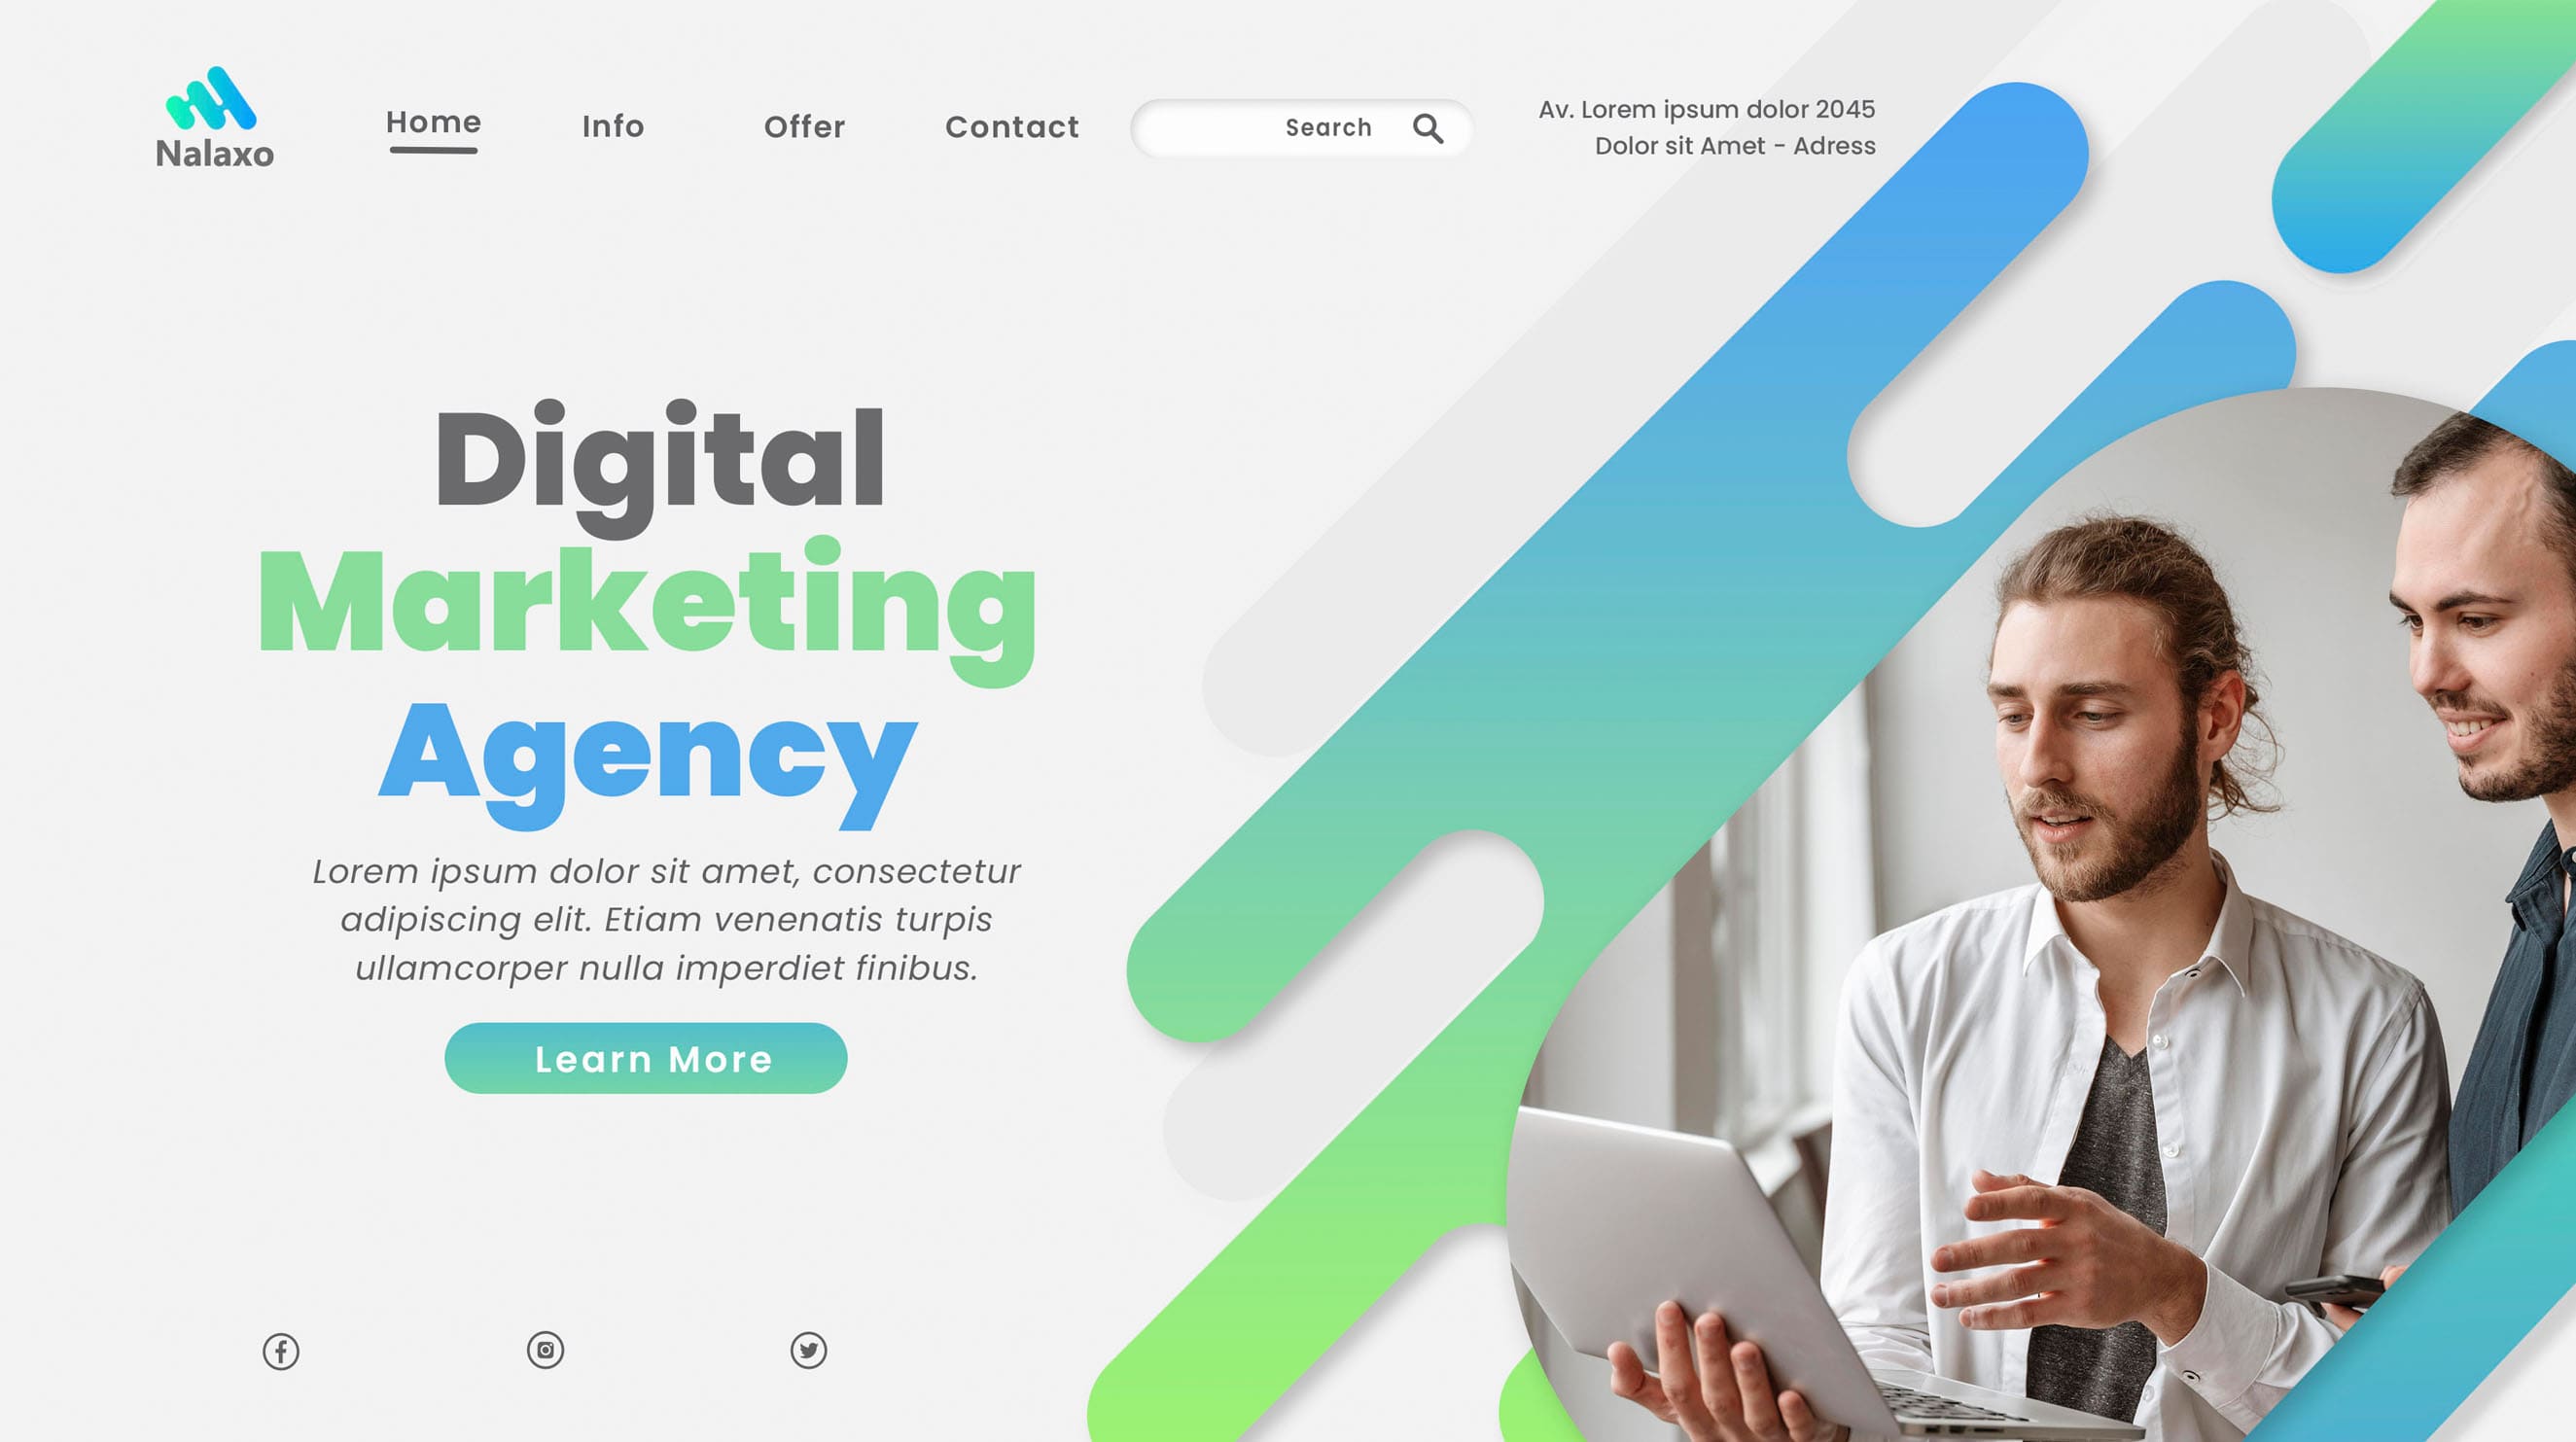 Nalaxo
Home
Info
Offer
Contact
Search
Av. Lorem ipsum dolor 2045
Dolor sit Amet - Adress
Digital
Marketing
Agency
Lorem ipsum dolor sit amet, consectetur
adipiscing elit. Etiam venenatis turpis
ullamcorper nulla imperdiet finibus.
Learn More